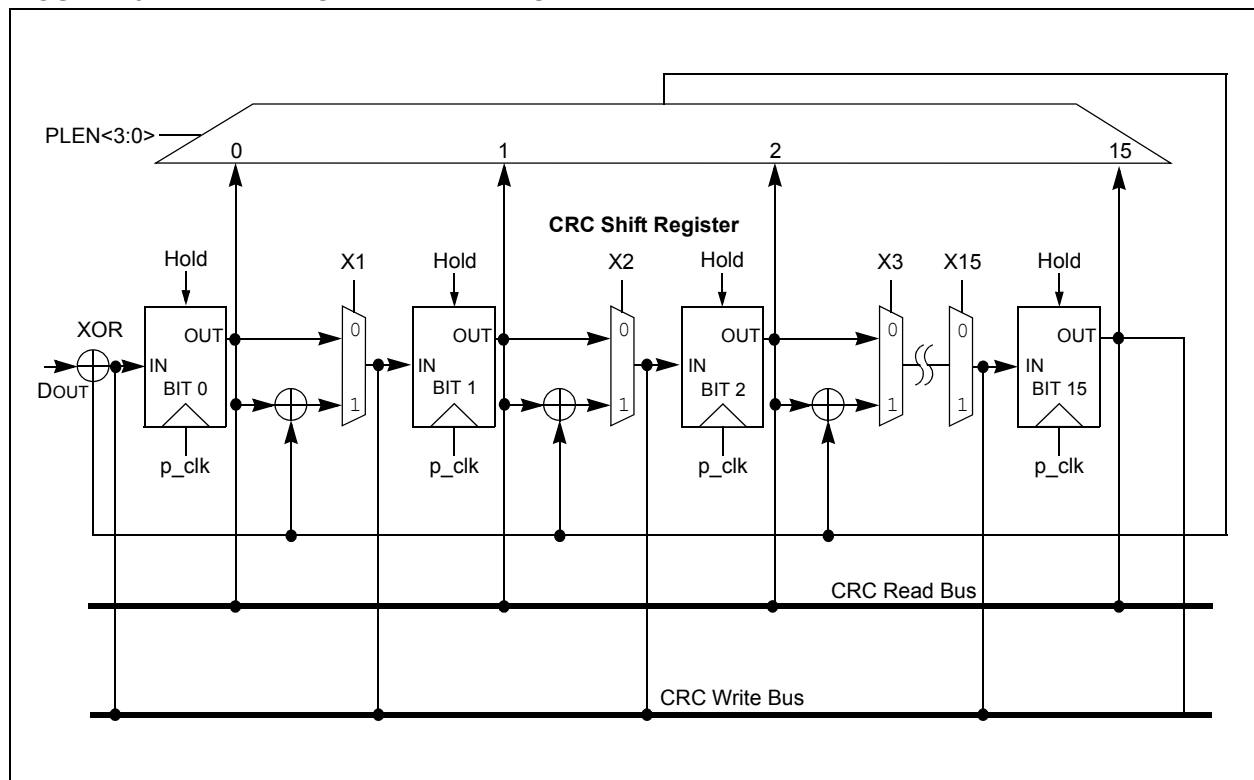 PLEN<3:0>
0 1 2 15
CRC Shift Register
Hold X1 Hold X2 Hold X3 X15 Hold
XOR
OUT 0 OUT 0 OUT 0 0 OUT
IN IN IN IN
DOUT
BIT 0 1 BIT 1 1 BIT 2 1 1 BIT 15
p_clk p_clk p_clk p_clk
CRC Read Bus
CRC Write Bus